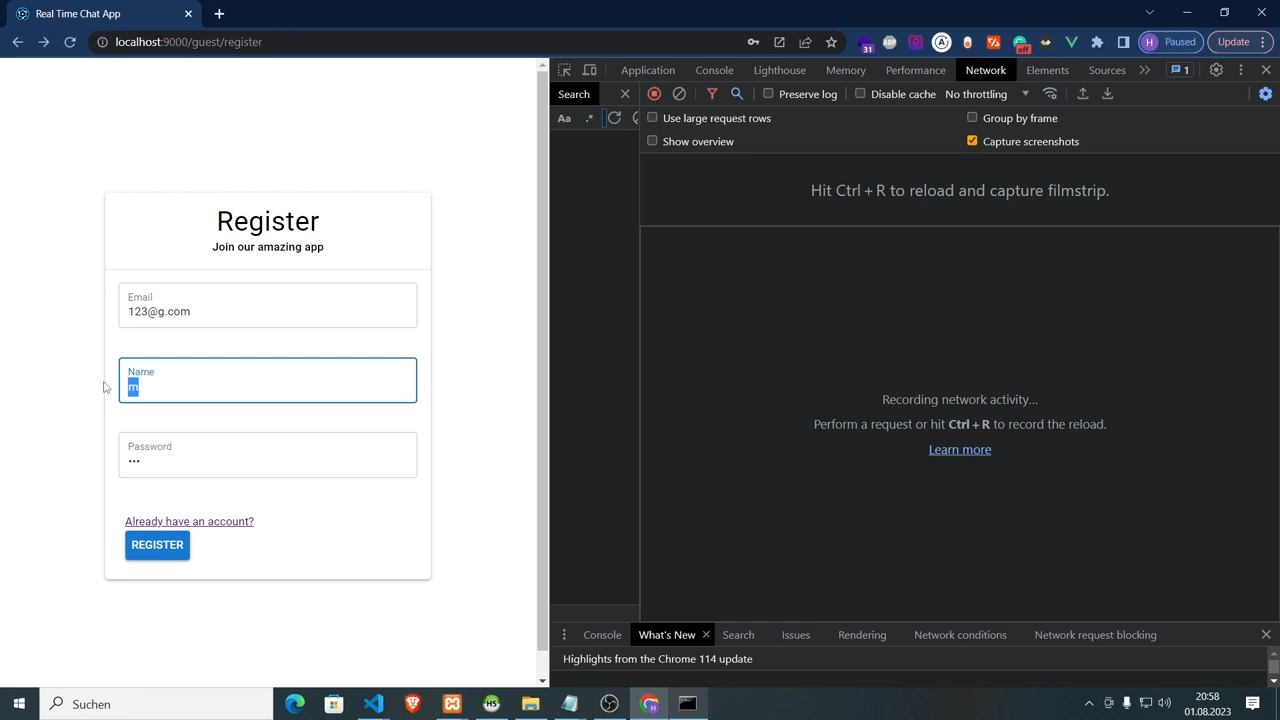 Real Time Chat App
localhost:9000/guest/register
31
ABP
A
off
H Paused
Update
Application Console Lighthouse Memory Performance Network Elements Sources 1
Search
Preserve log Disable cache No throttling
Aa .*
Use large request rows Group by frame
Show overview Capture screenshots
Hit Ctrl + R to reload and capture filmstrip.
Register
Join our amazing app
Email
123@g.com
Name
m
Password
•••
Already have an account?
REGISTER
Recording network activity...
Perform a request or hit Ctrl + R to record the reload.
Learn more
Console What's New Search Issues Rendering Network conditions Network request blocking
Highlights from the Chrome 114 update
Suchen
HS
20:58
01.08.2023